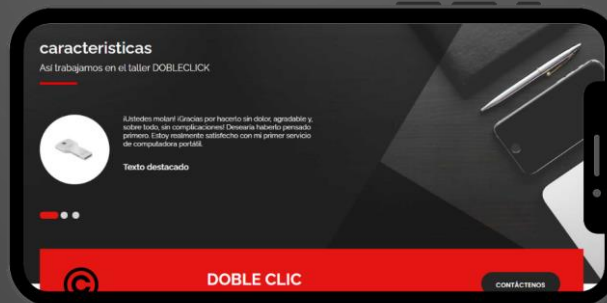 caracteristicas
Así trabajamos en el taller DOBLECLICK
¡Ustedes molan! ¡Gracias por hacerlo sin dolor, agradable y,
sobre todo, sin complicaciones! Desearía haberlo pensado
primero. Estoy realmente satisfecho con mi primer servicio
de computadora portátil.
Texto destacado
DOBLE CLIC
CONTÁCTENOS